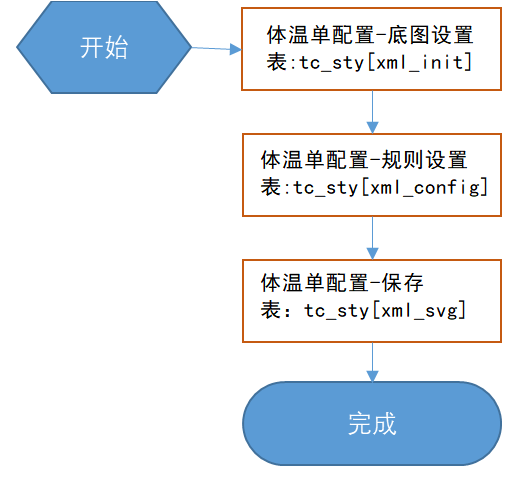 开始
体温单配置-底图设置
表:tc_sty[xml_init]
体温单配置-规则设置
表:tc_sty[xml_config]
体温单配置-保存
表：tc_sty[xml_svg]
完成